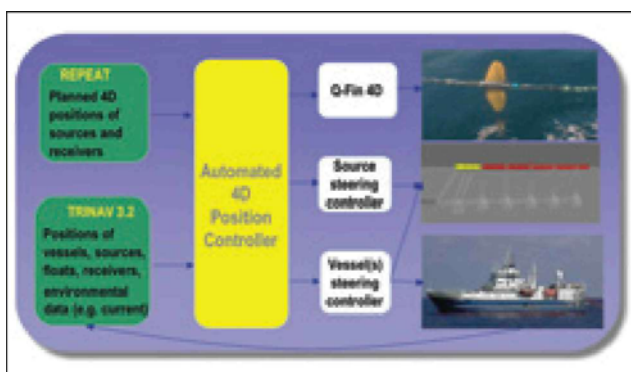 REPEAT
Planned 4D
positions of
sources and
receivers
TRINAV 3.2
Positions of
vessels, sources,
floats, receivers,
environmental
data (e.g. current)
Automated
4D
Position
Controller
Q-Fin 4D
Source
steering
controller
Vessel(s)
steering
controller